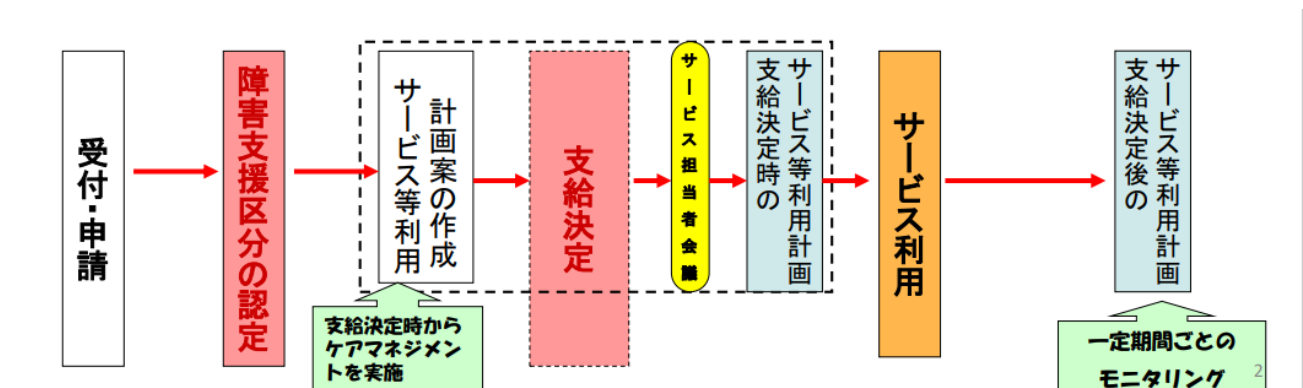 受付・申請
障害支援区分の認定
サービス等利用
計画案の作成
支給決定
サービス担当者会議
支給決定時の
サービス等利用計画
サービス利用
支給決定後の
サービス等利用計画
支給決定時から
ケアマネジメン
トを実施
一定期間ごとの
モニタリング
2